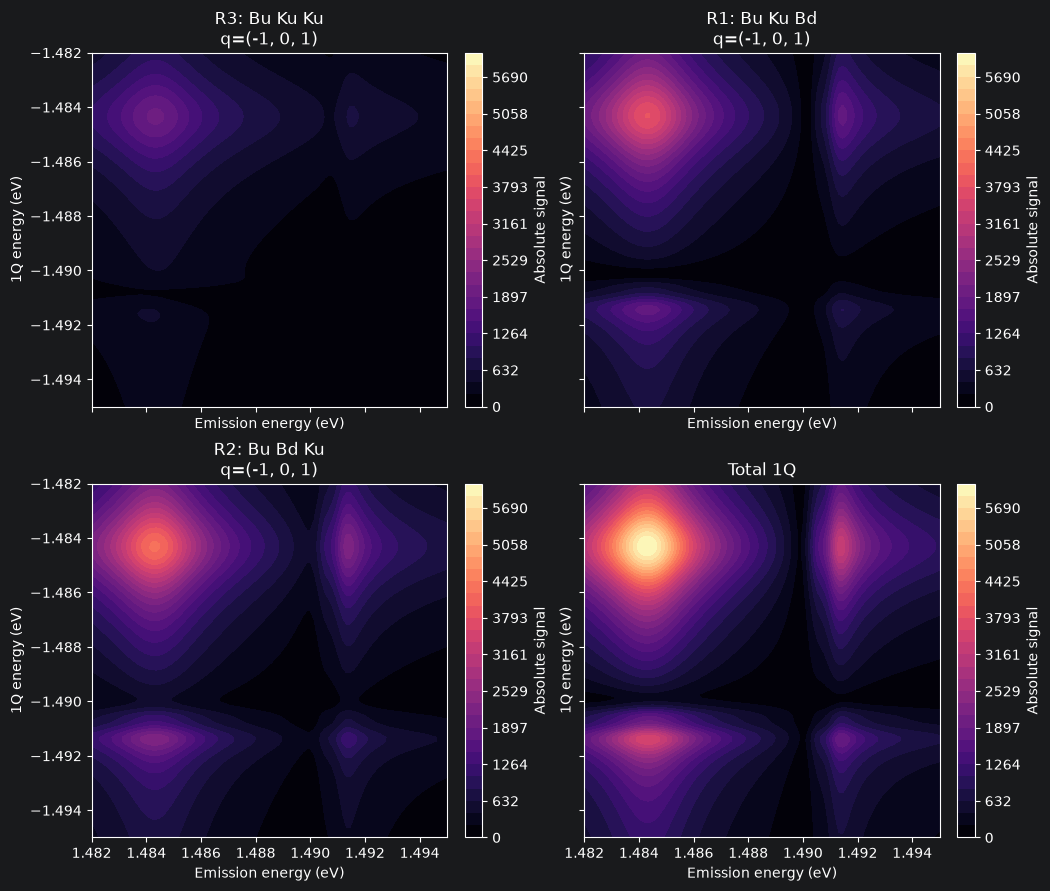 R3: Bu Ku Ku
q=(-1, 0, 1)
−1.482
−1.484
−1.486
−1.488
−1.490
−1.492
−1.494
1Q energy (eV)
Emission energy (eV)
5690
5058
4425
3793
3161
2529
1897
1264
632
0
Absolute signal
R1: Bu Ku Bd
q=(-1, 0, 1)
1Q energy (eV)
Emission energy (eV)
5690
5058
4425
3793
3161
2529
1897
1264
632
0
Absolute signal
R2: Bu Bd Ku
q=(-1, 0, 1)
−1.482
−1.484
−1.486
−1.488
−1.490
−1.492
−1.494
1Q energy (eV)
1.482 1.484 1.486 1.488 1.490 1.492 1.494
Emission energy (eV)
5690
5058
4425
3793
3161
2529
1897
1264
632
0
Absolute signal
Total 1Q
1Q energy (eV)
1.482 1.484 1.486 1.488 1.490 1.492 1.494
Emission energy (eV)
5690
5058
4425
3793
3161
2529
1897
1264
632
0
Absolute signal